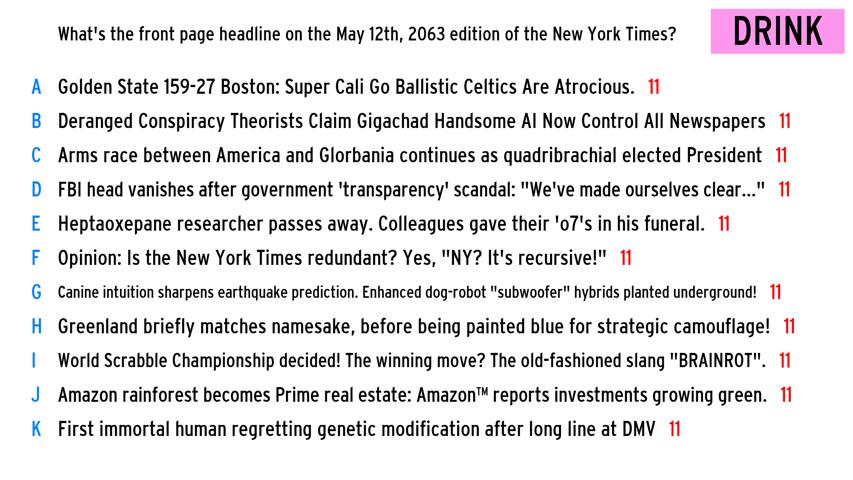 What's the front page headline on the May 12th, 2063 edition of the New York Times? DRINK
A Golden State 159-27 Boston: Super Cali Go Ballistic Celtics Are Atrocious. 11
B Deranged Conspiracy Theorists Claim Gigachad Handsome AI Now Control All Newspapers 11
C Arms race between America and Glorbania continues as quadribrachial elected President 11
D FBI head vanishes after government 'transparency' scandal: "We've made ourselves clear..." 11
E Heptaoxepane researcher passes away. Colleagues gave their 'o7's in his funeral. 11
F Opinion: Is the New York Times redundant? Yes, "NY? It's recursive!" 11
G Canine intuition sharpens earthquake prediction. Enhanced dog-robot "subwoofer" hybrids planted underground! 11
H Greenland briefly matches namesake, before being painted blue for strategic camouflage! 11
I World Scrabble Championship decided! The winning move? The old-fashioned slang "BRAINROT". 11
J Amazon rainforest becomes Prime real estate: Amazon™ reports investments growing green. 11
K First immortal human regretting genetic modification after long line at DMV 11